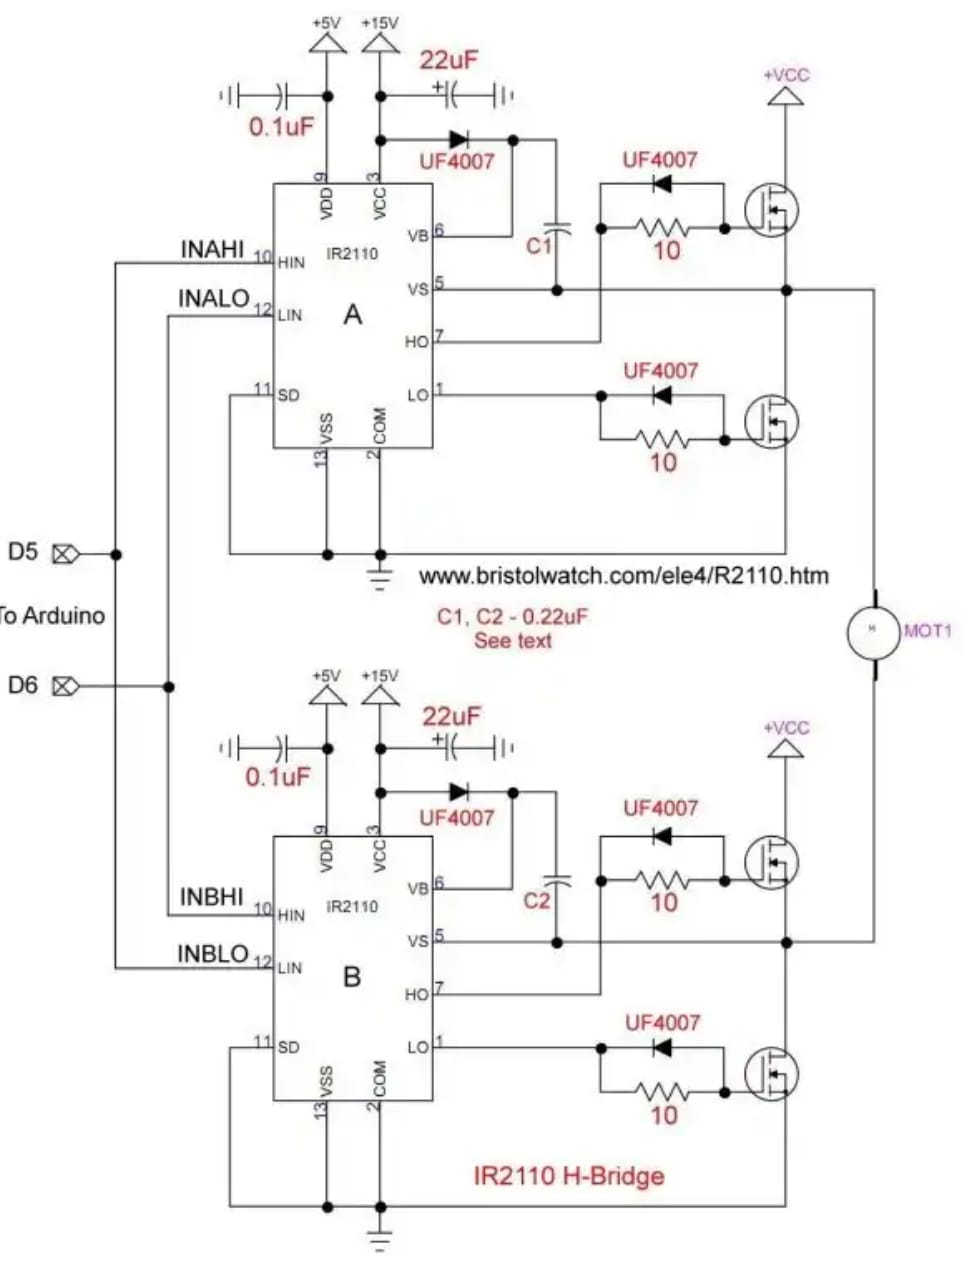 +5V
+15V
22uF
+
0.1uF
UF4007
+VCC
UF4007
9
3
VDD
VCC
VB
6
C1
10
INAHI
10
HIN
IR2110
VS
5
INALO
12
LIN
A
HO
7
UF4007
11
SD
LO
1
VSS
COM
10
13
2
D5
www.bristolwatch.com/ele4/R2110.htm
To Arduino
C1, C2 - 0.22uF
See text
H
MOT1
D6
+5V
+15V
22uF
+
0.1uF
UF4007
+VCC
UF4007
9
3
VDD
VCC
VB
6
C2
10
INBHI
10
HIN
IR2110
VS
5
INBLO
12
LIN
B
HO
7
UF4007
11
SD
LO
1
VSS
COM
10
13
2
IR2110 H-Bridge